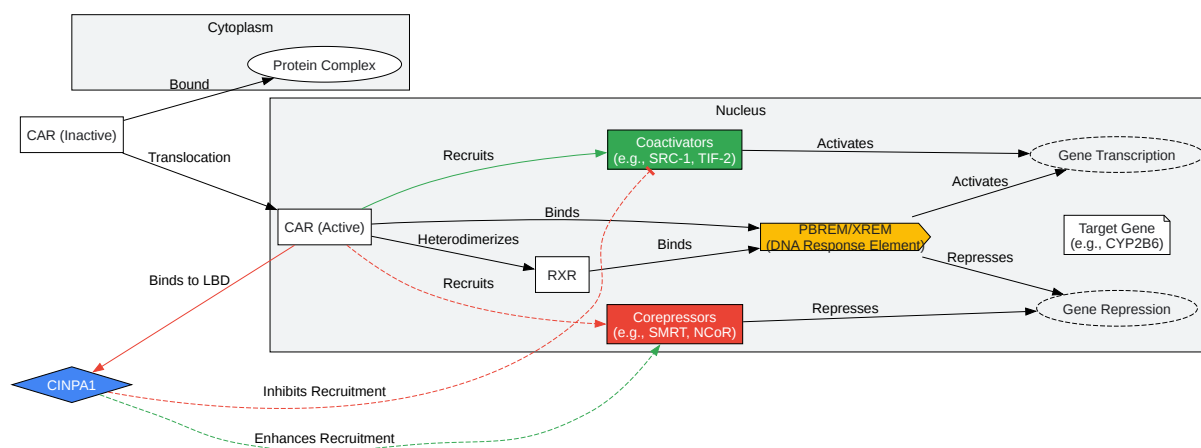 Cytoplasm
Protein Complex
Bound
Nucleus
CAR (Inactive)
Coactivators
(e.g., SRC-1, TIF-2)
Activates
Gene Transcription
Translocation
Recruits
Activates
CAR (Active)
Binds
PBREM/XREM
(DNA Response Element)
Target Gene
(e.g., CYP2B6)
Heterodimerizes
Binds
RXR
Represses
Binds to LBD
Recruits
Corepressors
(e.g., SMRT, NCoR)
Represses
Gene Repression
CINPA1
Inhibits Recruitment
Enhances Recruitment